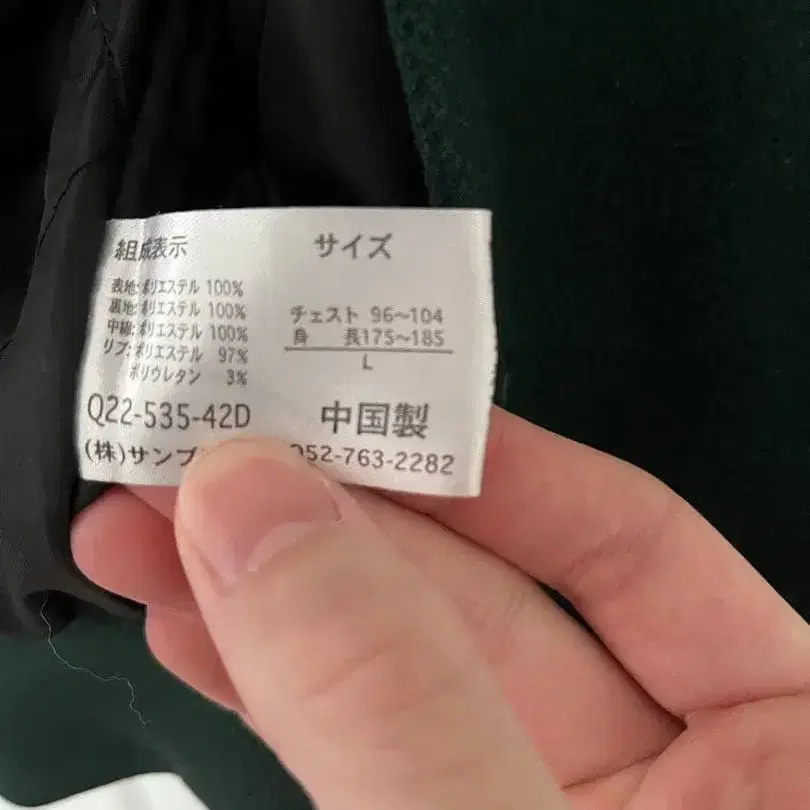 組成表示
表地:ポリエステル 100%
裏地:ポリエステル 100%
中綿:ポリエステル 100%
リブ:ポリエステル 97%
ポリウレタン 3%
サイズ
チェスト 96~104
身 長175~185
L
Q22-535-42D 中国製
(株)サンプ 052-763-2282